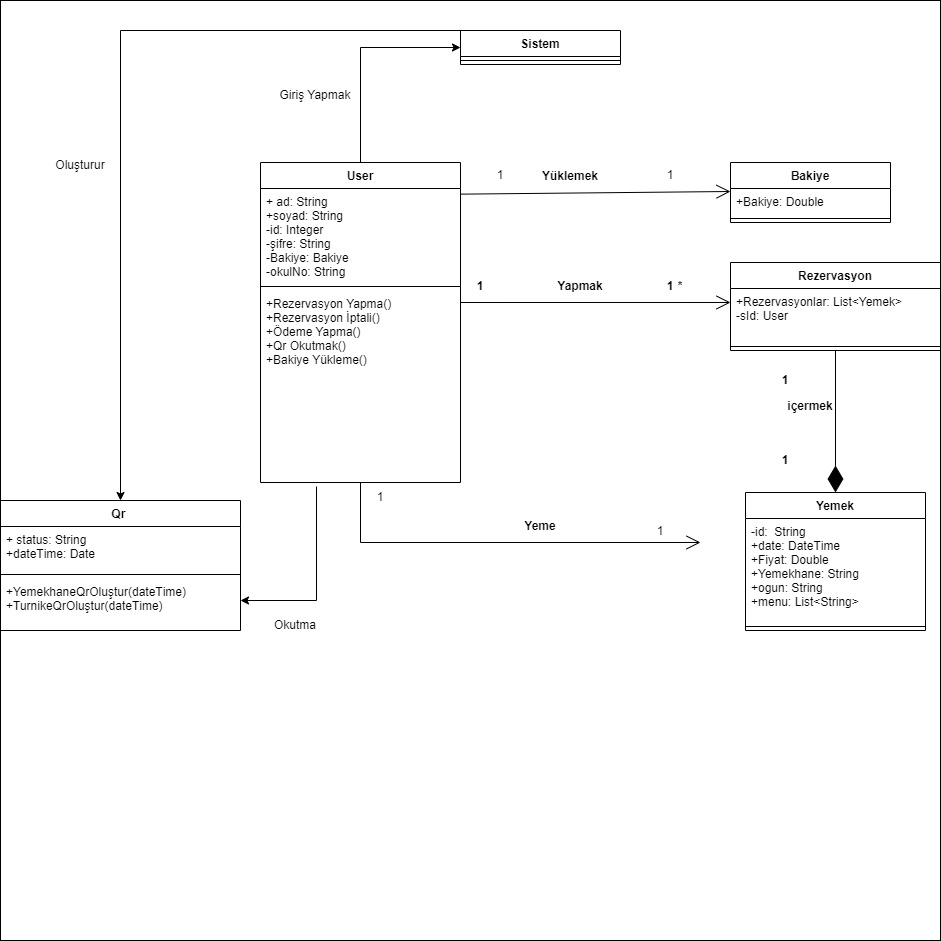 Sistem
Giriş Yapmak
Oluşturur
User
+ ad: String
+soyad: String
-id: Integer
-şifre: String
-Bakiye: Bakiye
-okulNo: String
+Rezervasyon Yapma()
+Rezervasyon İptali()
+Ödeme Yapma()
+Qr Okutmak()
+Bakiye Yükleme()
1 Yüklemek 1
Bakiye
+Bakiye: Double
1 Yapmak 1 *
Rezervasyon
+Rezervasyonlar: List<Yemek>
-sId: User
1
içermek
1
1 Yeme 1
Yemek
-id:  String
+date: DateTime
+Fiyat: Double
+Yemekhane: String
+ogun: String
+menu: List<String>
Qr
+ status: String
+dateTime: Date
+YemekhaneQrOluştur(dateTime)
+TurnikeQrOluştur(dateTime)
Okutma